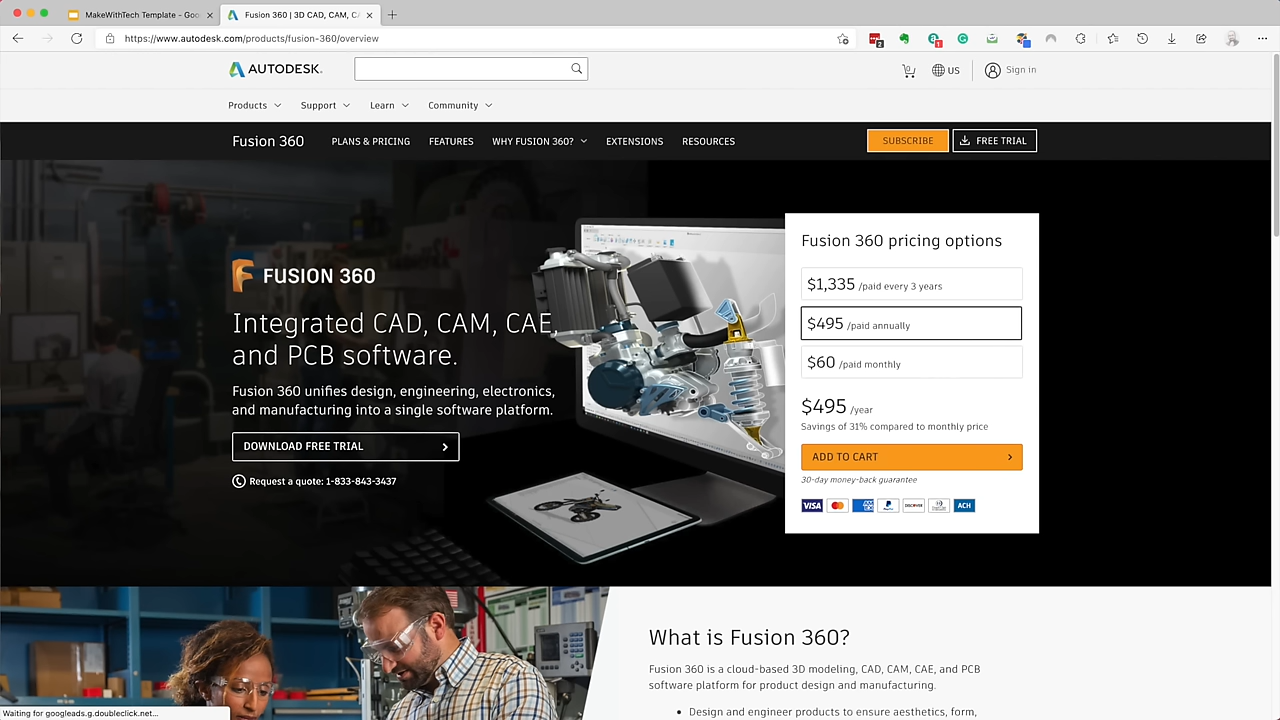 MakeWithTech Template - Goo
Fusion 360 | 3D CAD, CAM, CA
https://www.autodesk.com/products/fusion-360/overview
2
1
AUTODESK
0
US
Sign in
Products
Support
Learn
Community
Fusion 360
PLANS & PRICING
FEATURES
WHY FUSION 360?
EXTENSIONS
RESOURCES
SUBSCRIBE
FREE TRIAL
FUSION 360
Integrated CAD, CAM, CAE,
and PCB software.
Fusion 360 unifies design, engineering, electronics,
and manufacturing into a single software platform.
DOWNLOAD FREE TRIAL
Request a quote: 1-833-843-3437
Fusion 360 pricing options
$1,335 /paid every 3 years
$495 /paid annually
$60 /paid monthly
$495 /year
Savings of 31% compared to monthly price
ADD TO CART
30-day money-back guarantee
VISA
PayPal
DISCOVER
ACH
What is Fusion 360?
Fusion 360 is a cloud-based 3D modeling, CAD, CAM, CAE, and PCB
software platform for product design and manufacturing.
• Design and engineer products to ensure aesthetics, form,
Waiting for googleads.g.doubleclick.net...